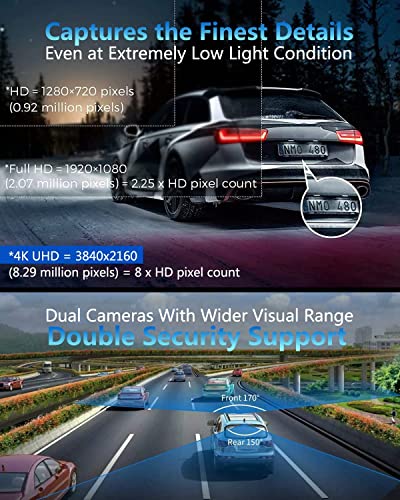 Captures the Finest Details
Even at Extremely Low Light Condition
*HD = 1280×720 pixels
(0.92 million pixels)
*Full HD = 1920×1080
(2.07 million pixels) = 2.25 x HD pixel count
NMO 480
NMO 480
*4K UHD = 3840x2160
(8.29 million pixels) = 8 x HD pixel count
Dual Cameras With Wider Visual Range
Double Security Support
Front 170°
Rear 150°